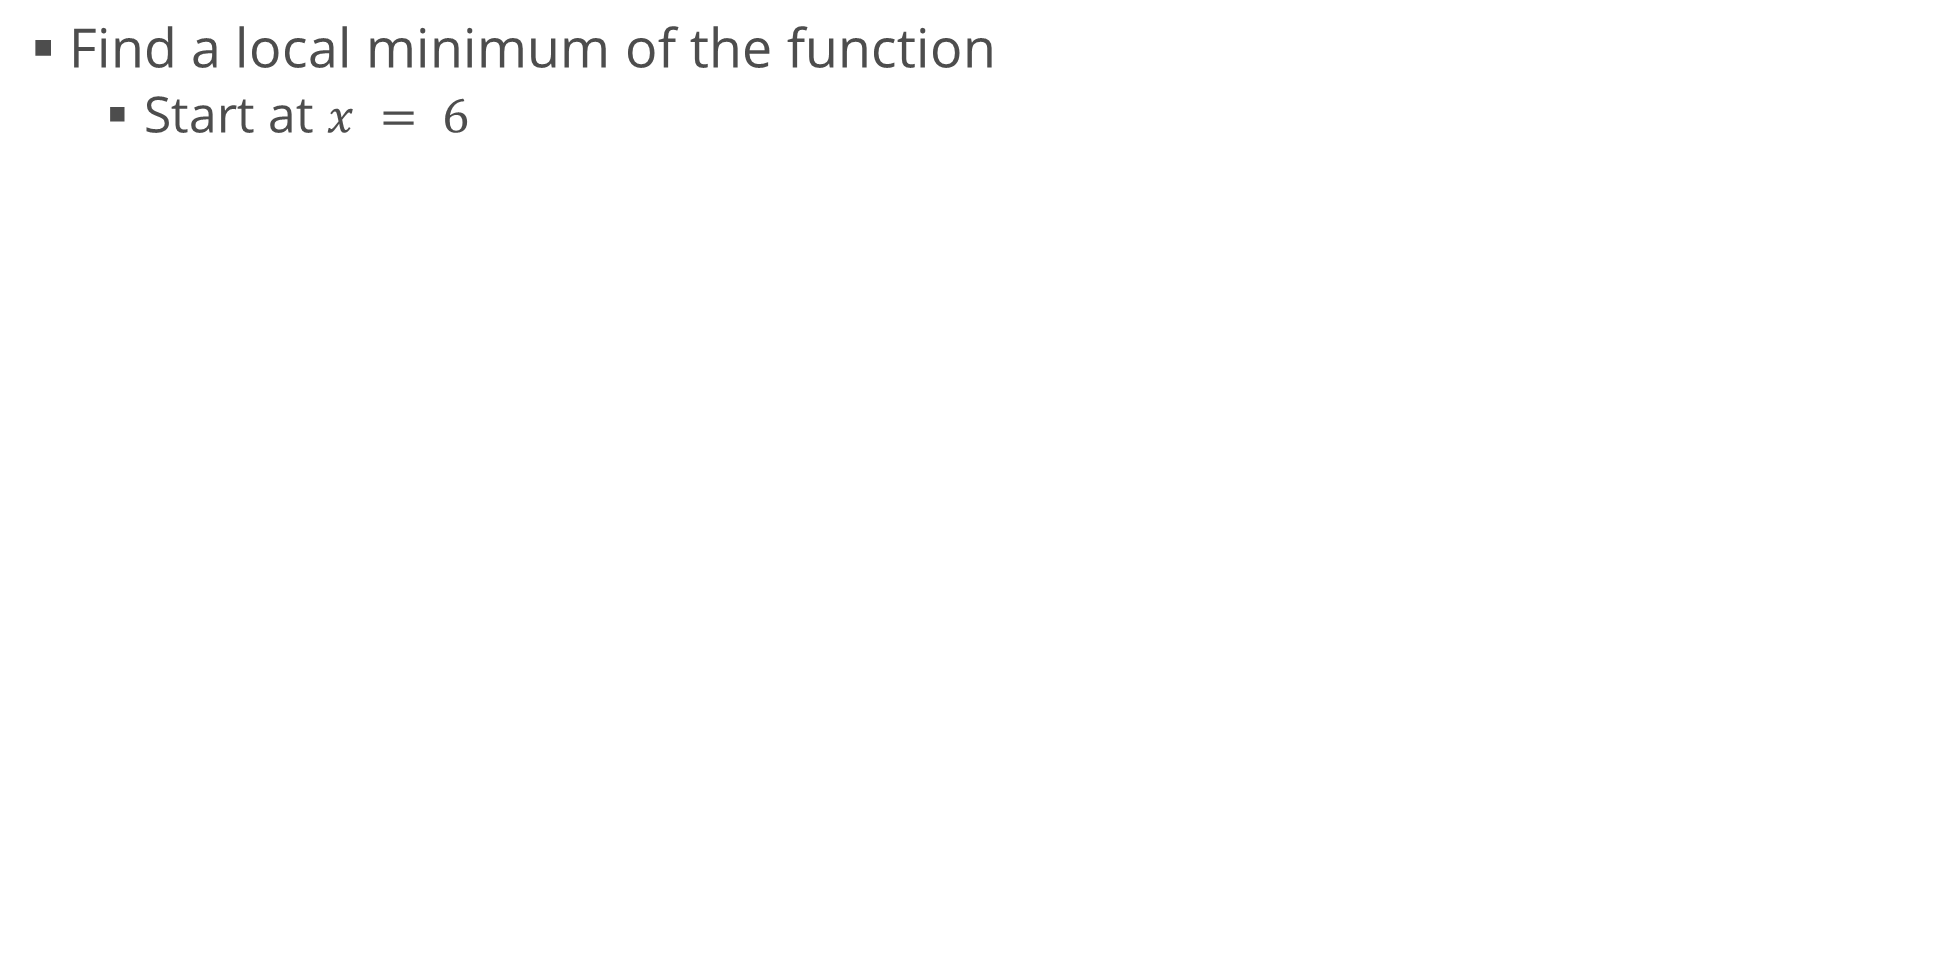 ▪ Find a local minimum of the function
▪ Start at x = 6